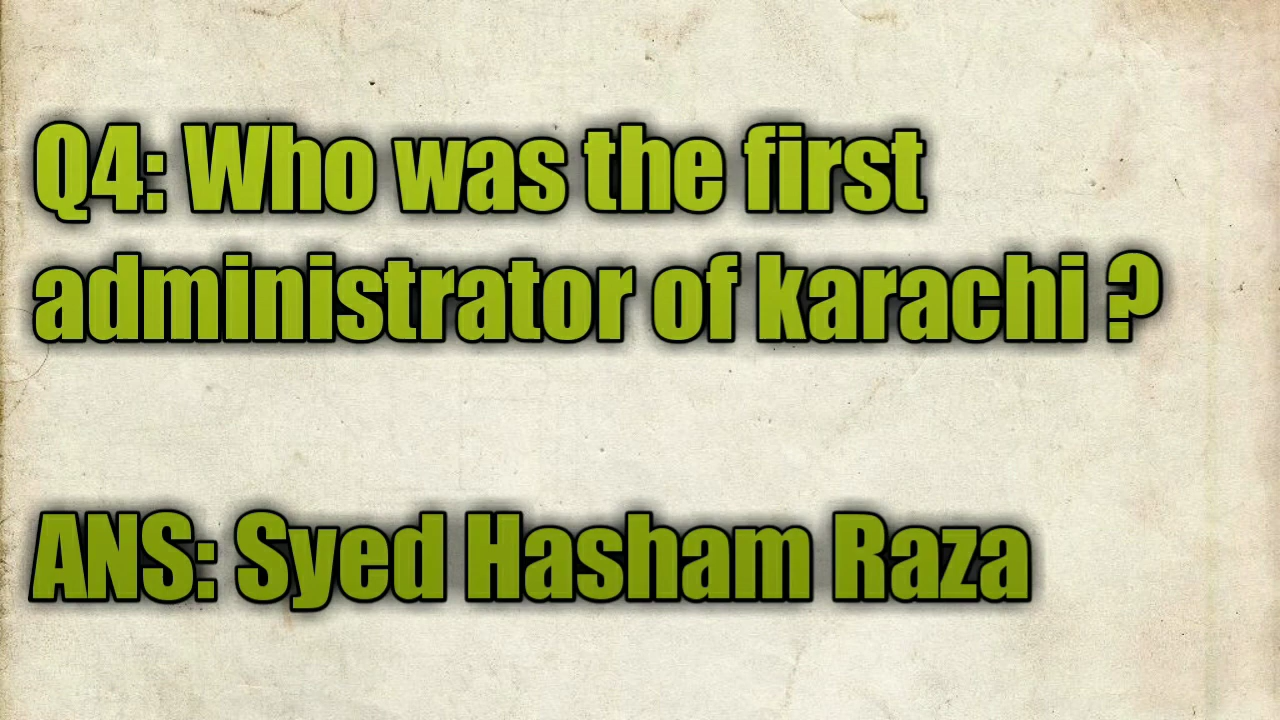 Q4: Who was the first
administrator of karachi ?
ANS: Syed Hasham Raza